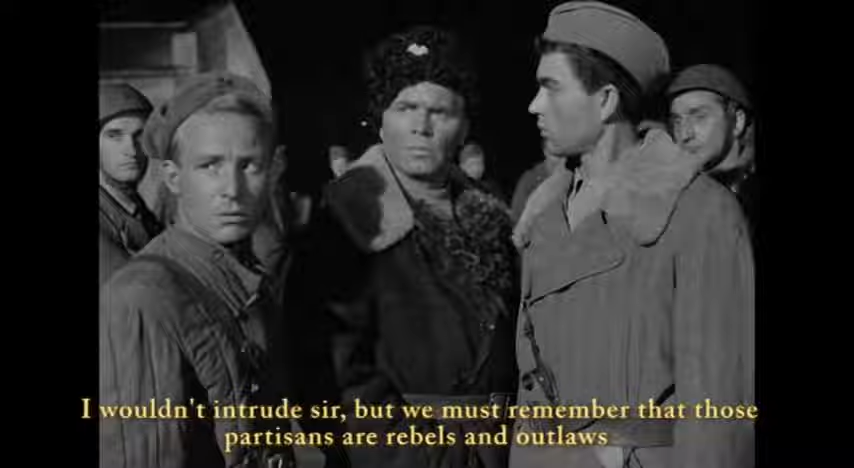 I wouldn't intrude sir, but we must remember that those
partisans are rebels and outlaws